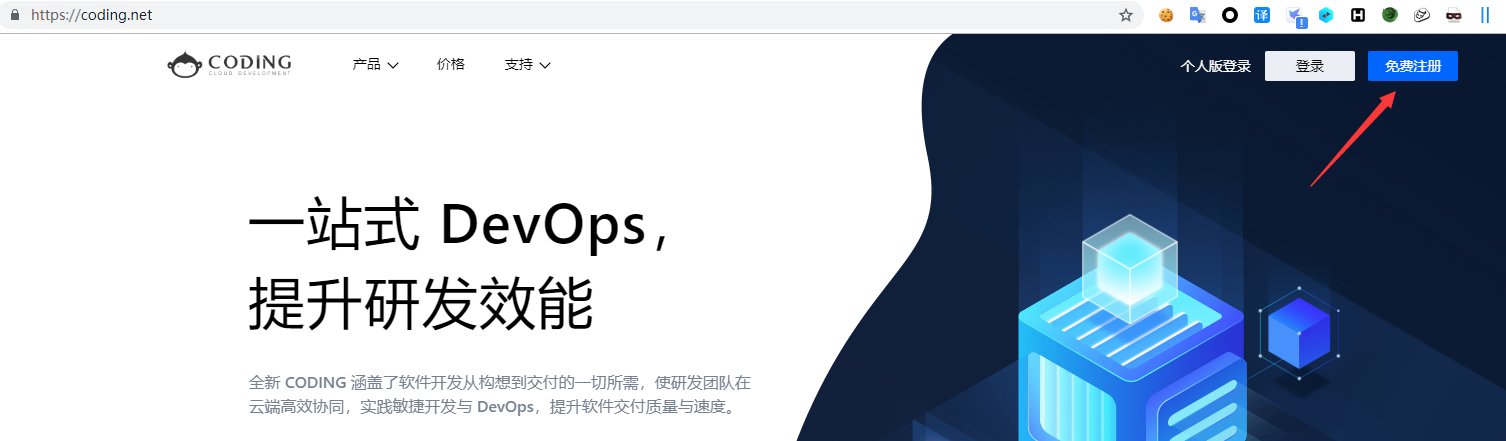 https://coding.net
CODING
CLOUD DEVELOPMENT
产品 价格 支持 个人版登录 登录 免费注册
一站式 DevOps，
提升研发效能
全新 CODING 涵盖了软件开发从构想到交付的一切所需，使研发团队在
云端高效协同，实践敏捷开发与 DevOps，提升软件交付质量与速度。